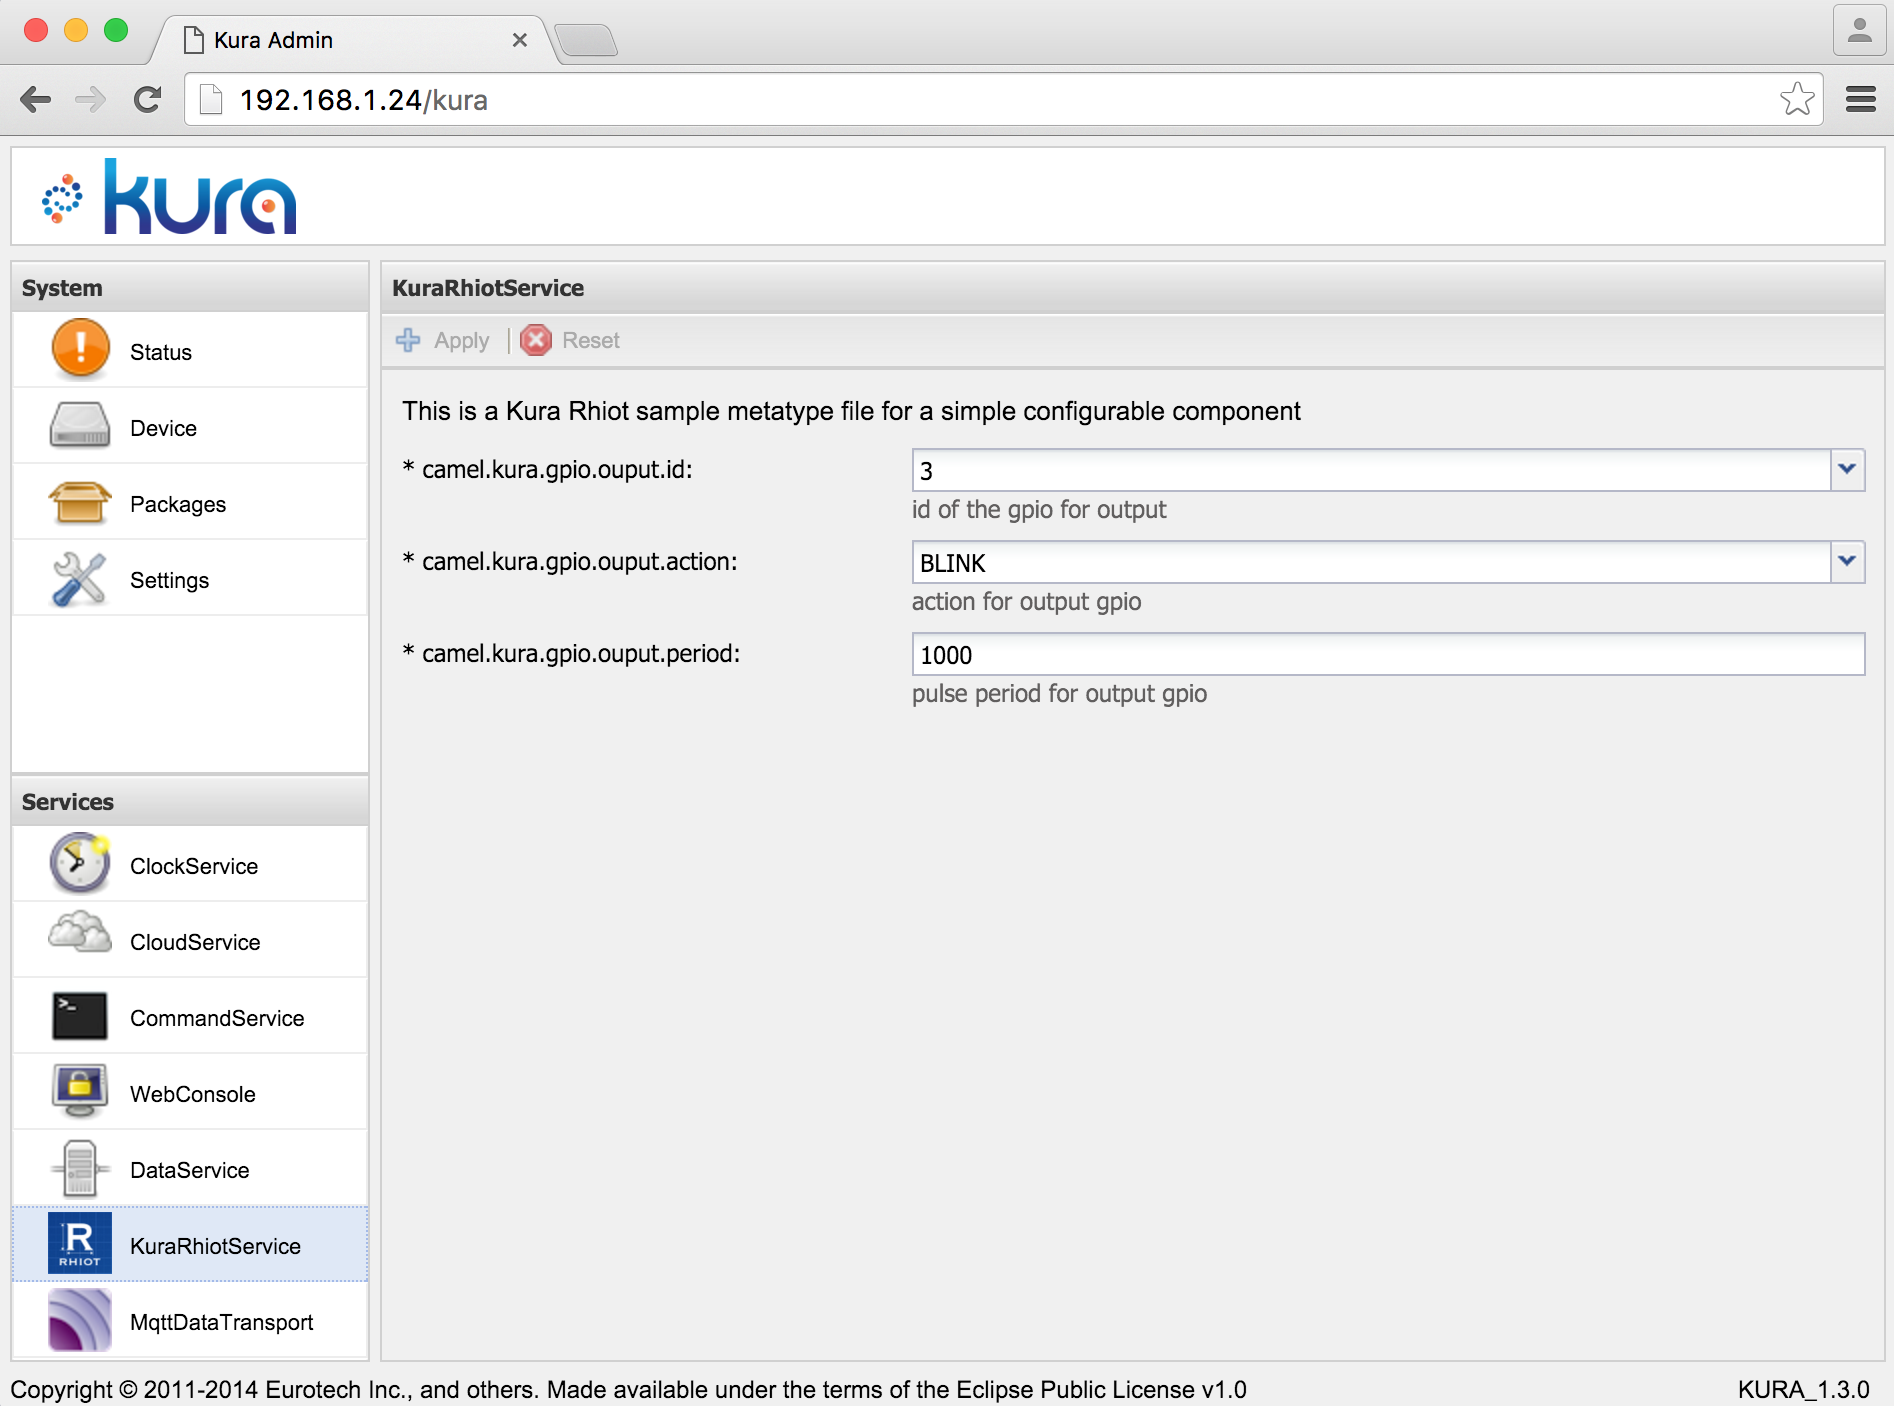 Kura Admin
192.168.1.24/kura
kura
System
Status
Device
Packages
Settings
Services
ClockService
CloudService
>_
CommandService
WebConsole
DataService
R
RHIOT
KuraRhiotService
MqttDataTransport
KuraRhiotService
Apply Reset
This is a Kura Rhiot sample metatype file for a simple configurable component
* camel.kura.gpio.ouput.id: 3
id of the gpio for output
* camel.kura.gpio.ouput.action: BLINK
action for output gpio
* camel.kura.gpio.ouput.period: 1000
pulse period for output gpio
Copyright © 2011-2014 Eurotech Inc., and others. Made available under the terms of the Eclipse Public License v1.0 KURA_1.3.0